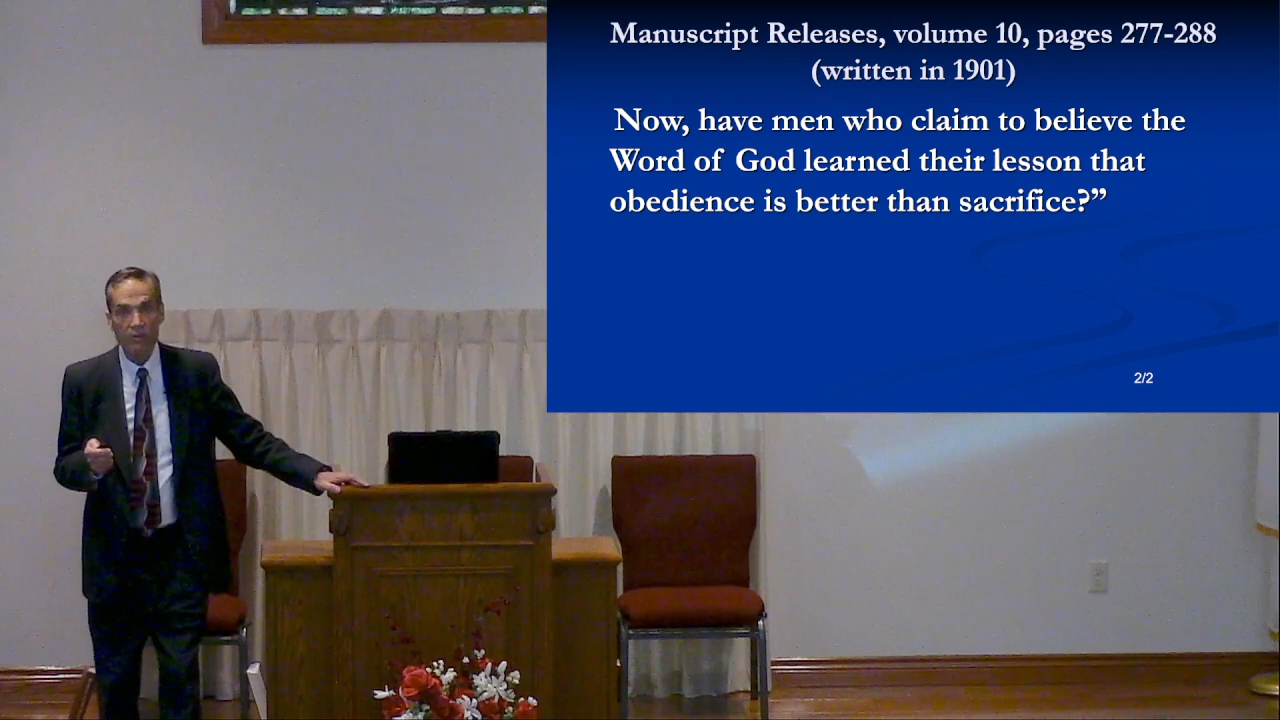 Manuscript Releases, volume 10, pages 277-288
(written in 1901)
Now, have men who claim to believe the
Word of God learned their lesson that
obedience is better than sacrifice?”
2/2